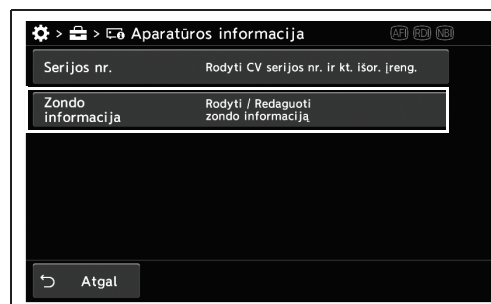 > > Aparatūros informacija AFI RDI NBI
Serijos nr. Rodyti CV serijos nr. ir kt. išor. įreng.
Zondo Rodyti / Redaguoti
informacija zondo informaciją
Atgal